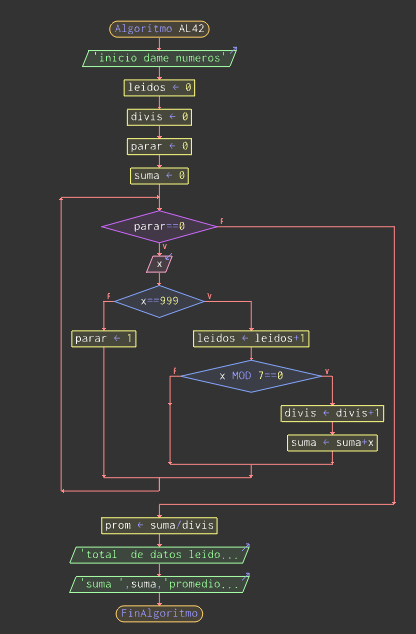 Algoritmo AL42
'inicio dame numeros'
leidos ← 0
divis ← 0
parar ← 0
suma ← 0
parar==0
F
V
x
x==999
F
V
parar ← 1
leidos ← leidos+1
x MOD 7==0
F
V
divis ← divis+1
suma ← suma+x
prom ← suma/divis
'total  de datos leido...
'suma ',suma,'promedio...
FinAlgoritmo